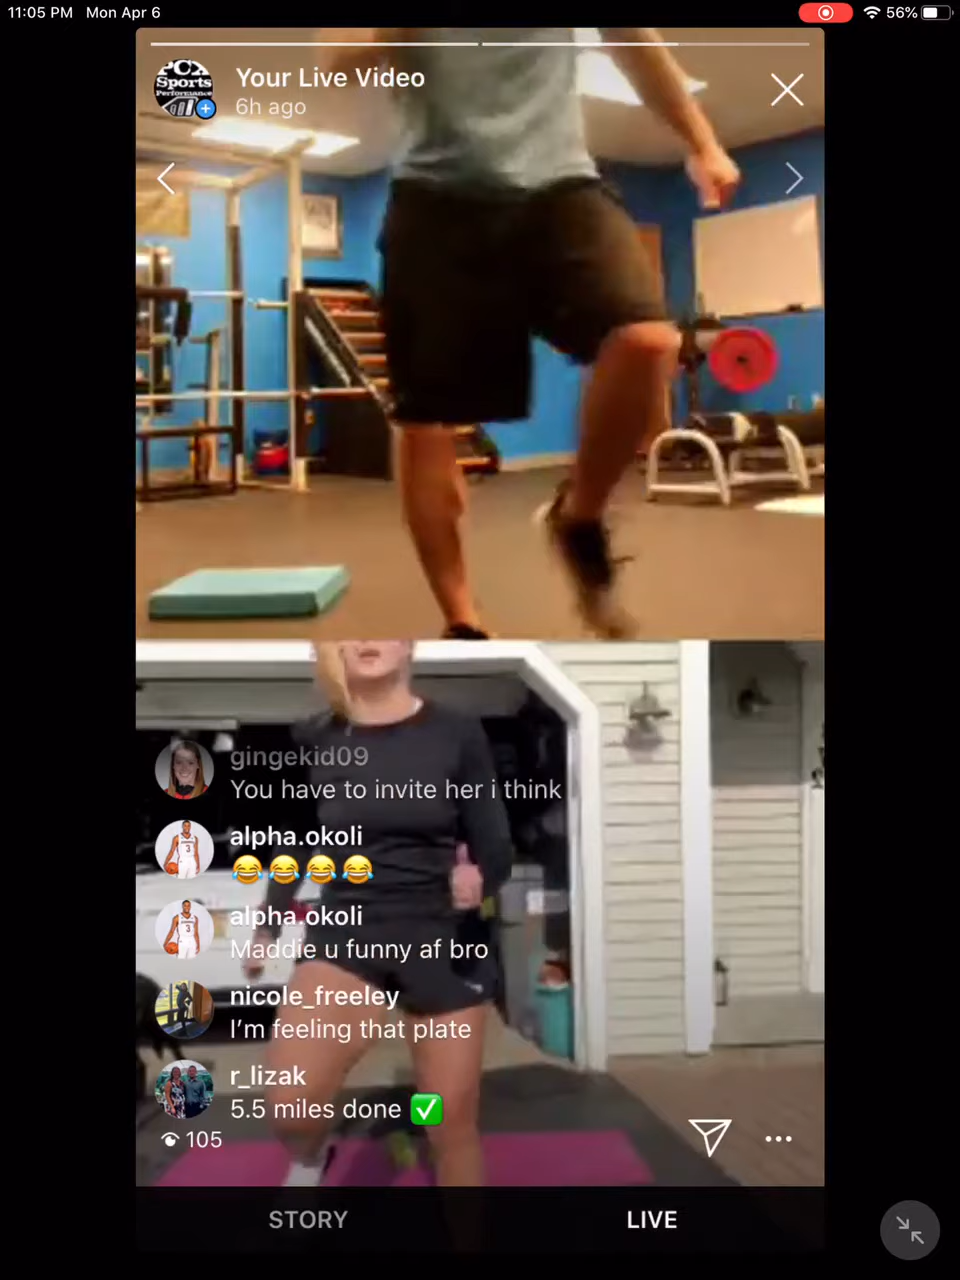 11:05 PM Mon Apr 6
56%
PCX
Sports
Performance
Your Live Video
6h ago
gingekid09
You have to invite her i think
alpha.okoli
😂😂😂😂
alpha.okoli
Maddie u funny af bro
nicole_freeley
I’m feeling that plate
r_lizak
5.5 miles done ✅
105
STORY
LIVE